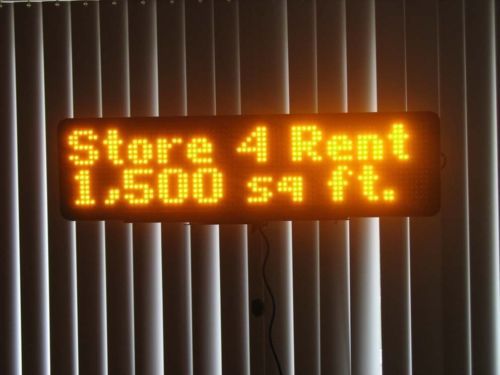 Store 4 Rent
1,500 sq ft.